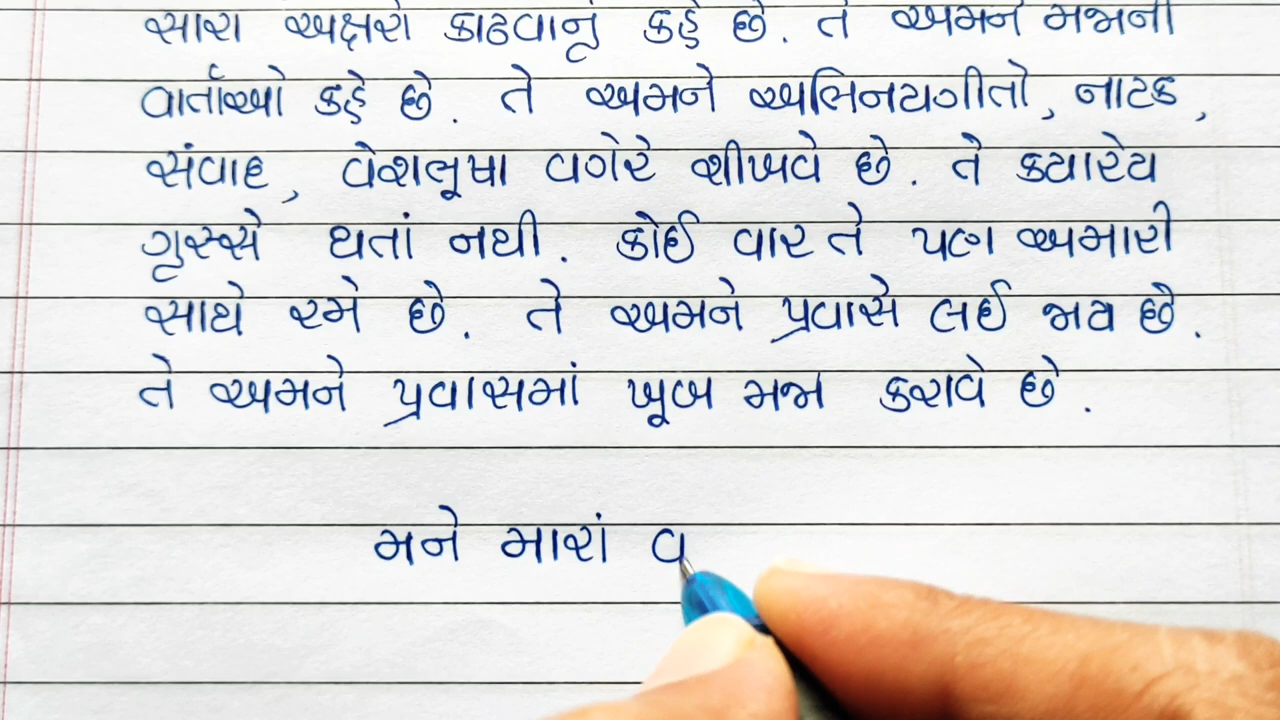 સારા અક્ષરો કાઢવાનું કહે છે. તે અમને મજાની
વાર્તાઓ કહે છે. તે અમને અભિનયગીતો, નાટક,
સંવાદ, વેશભૂષા વગેરે શીખવે છે. તે ક્યારેય
ગુસ્સે થતાં નથી. કોઈ વાર તે પણ અમારી
સાથે રમે છે. તે અમને પ્રવાસે લઈ જાય છે.
તે અમને પ્રવાસમાં ખૂબ મજા કરાવે છે.
મને મારાં વ